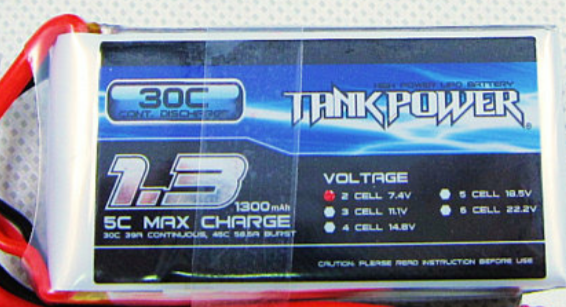 HIGH POWER LIPO BATTERY
30C
CONT. DISCHARGE
TANKPOWER
®
1.3
1300mAh
5C MAX CHARGE
30C 39A CONTINUOUS, 45C 58.5A BURST
VOLTAGE
2 CELL 7.4V
3 CELL 11.1V
4 CELL 14.8V
5 CELL 18.5V
6 CELL 22.2V
CAUTION: PLEASE READ INSTRUCTION BEFORE USE